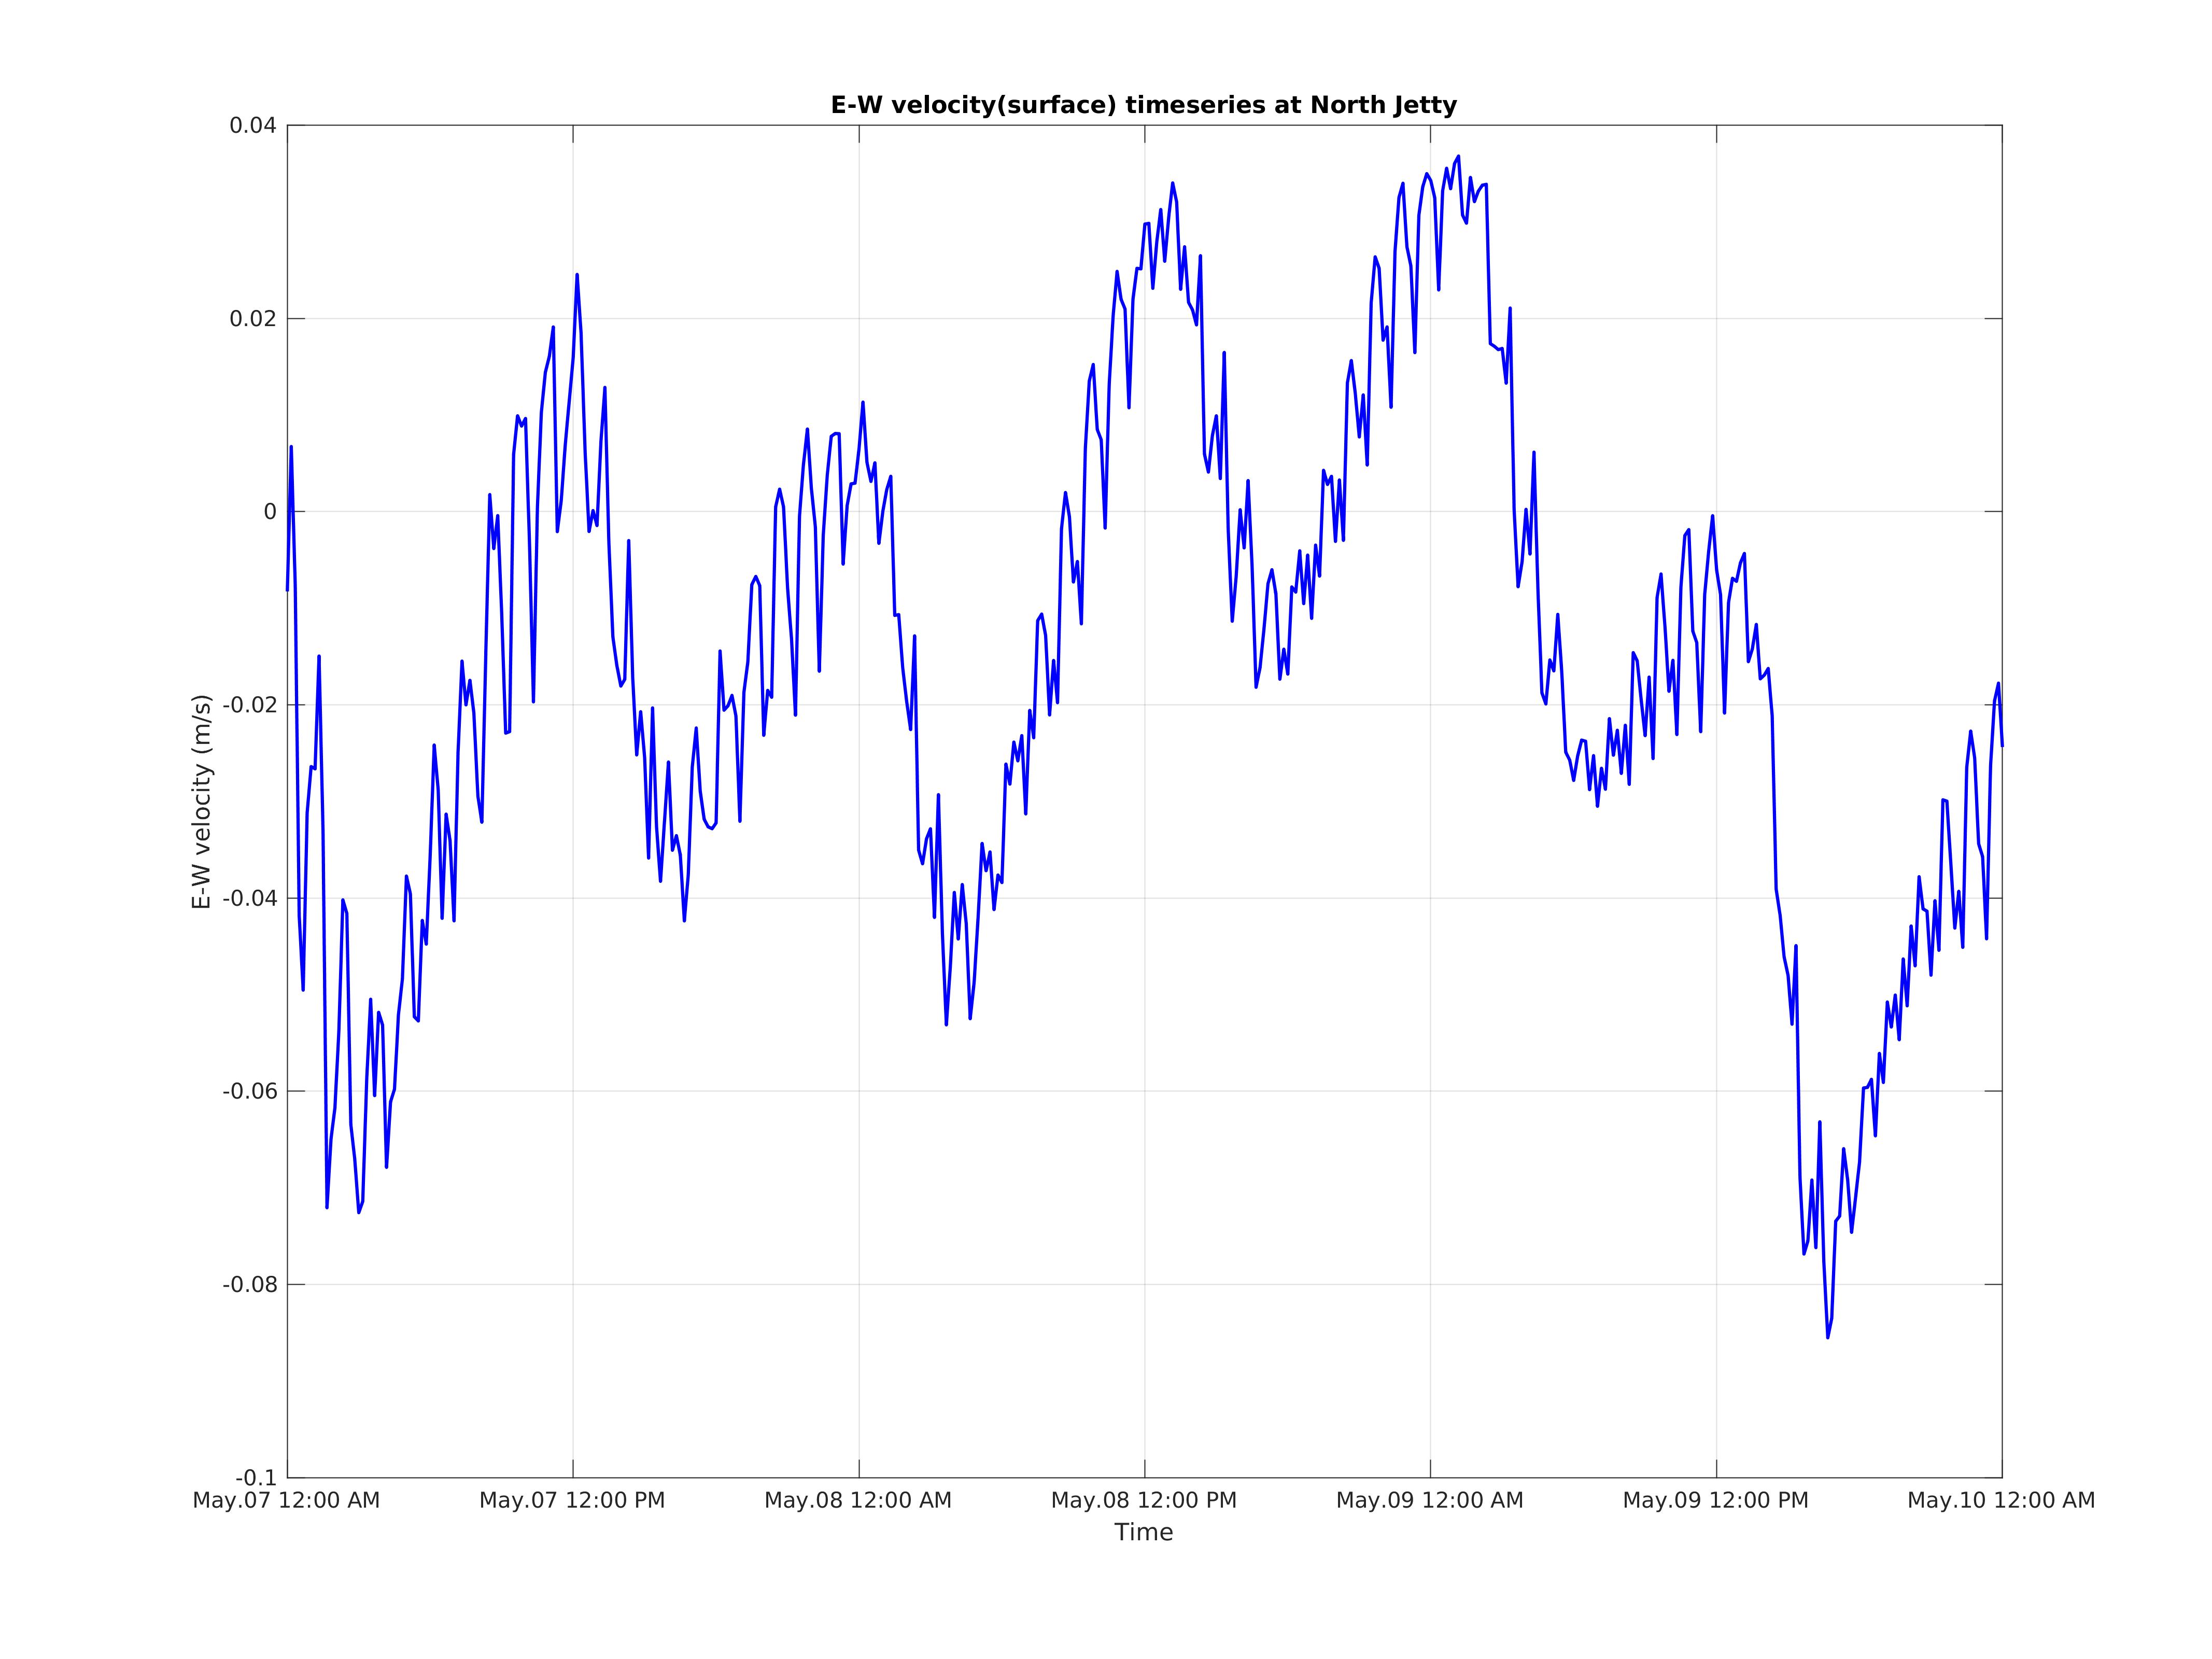 E-W velocity(surface) timeseries at North Jetty
0.04
0.02
0
-0.02
-0.04
-0.06
-0.08
-0.1
E-W velocity (m/s)
May.07 12:00 AM
May.07 12:00 PM
May.08 12:00 AM
May.08 12:00 PM
May.09 12:00 AM
May.09 12:00 PM
May.10 12:00 AM
Time